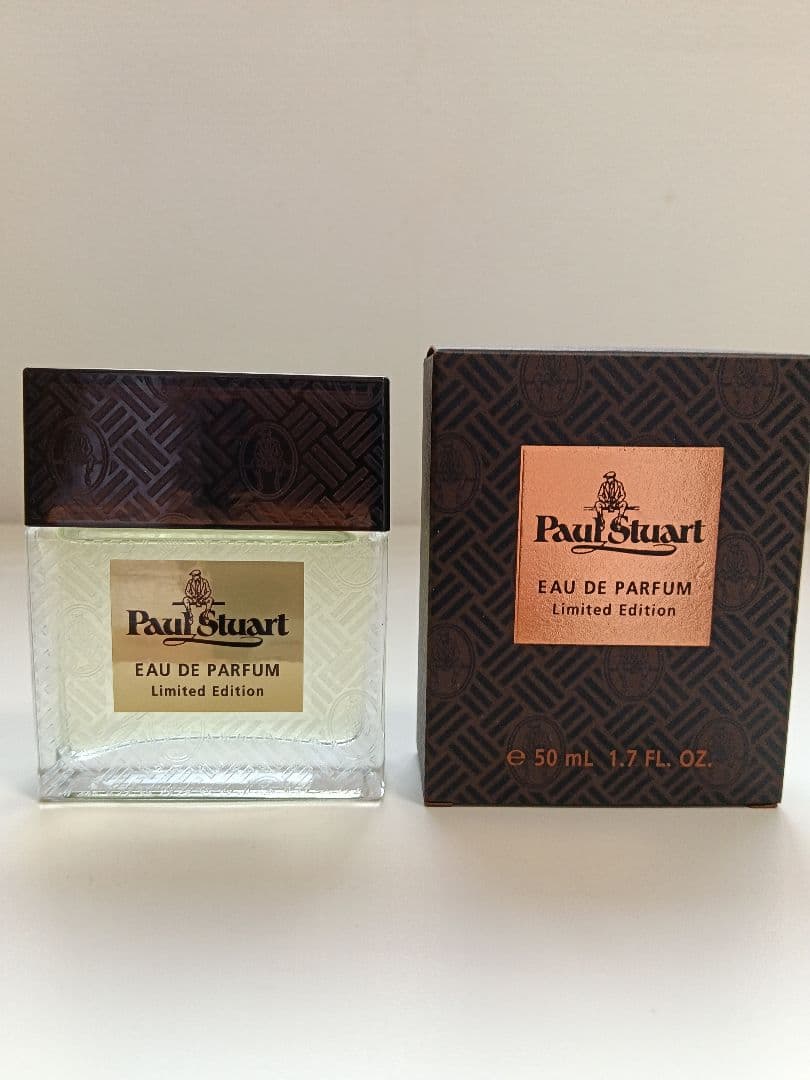 Paul Stuart
EAU DE PARFUM
Limited Edition
Paul Stuart
EAU DE PARFUM
Limited Edition
℮ 50 mL 1.7 FL. OZ.